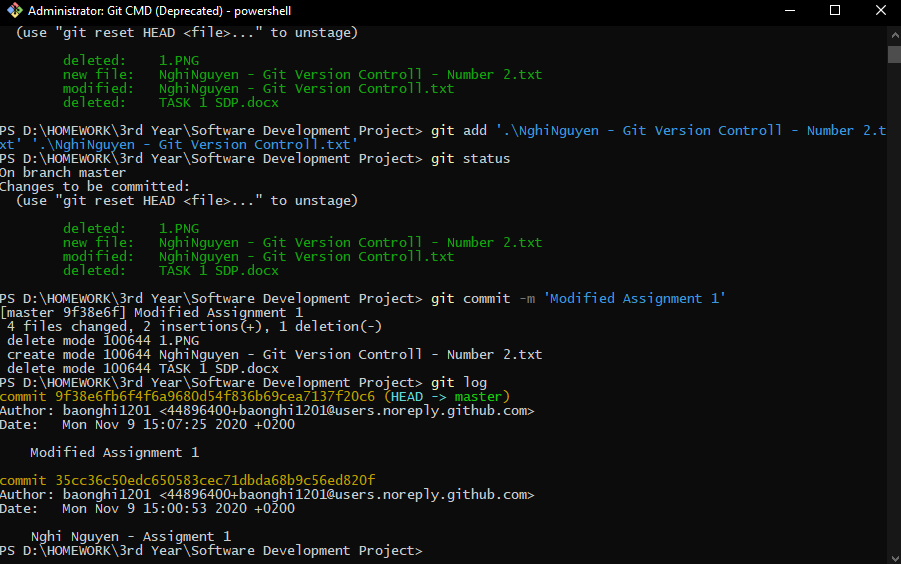 Administrator: Git CMD (Deprecated) - powershell
(use "git reset HEAD <file>..." to unstage)
deleted: 1.PNG
new file: NghiNguyen - Git Version Controll - Number 2.txt
modified: NghiNguyen - Git Version Controll.txt
deleted: TASK 1 SDP.docx
PS D:\HOMEWORK\3rd Year\Software Development Project> git add '.\NghiNguyen - Git Version Controll - Number 2.t
xt' '.\NghiNguyen - Git Version Controll.txt'
PS D:\HOMEWORK\3rd Year\Software Development Project> git status
On branch master
Changes to be committed:
(use "git reset HEAD <file>..." to unstage)
deleted: 1.PNG
new file: NghiNguyen - Git Version Controll - Number 2.txt
modified: NghiNguyen - Git Version Controll.txt
deleted: TASK 1 SDP.docx
PS D:\HOMEWORK\3rd Year\Software Development Project> git commit -m 'Modified Assignment 1'
[master 9f38e6f] Modified Assignment 1
4 files changed, 2 insertions(+), 1 deletion(-)
delete mode 100644 1.PNG
create mode 100644 NghiNguyen - Git Version Controll - Number 2.txt
delete mode 100644 TASK 1 SDP.docx
PS D:\HOMEWORK\3rd Year\Software Development Project> git log
commit 9f38e6fb6f4f6a9680d54f836b69cea7137f20c6 (HEAD -> master)
Author: baonghi1201 <44896400+baonghi1201@users.noreply.github.com>
Date: Mon Nov 9 15:07:25 2020 +0200
Modified Assignment 1
commit 35cc36c50edc650583cec71dbda68b9c56ed820f
Author: baonghi1201 <44896400+baonghi1201@users.noreply.github.com>
Date: Mon Nov 9 15:00:53 2020 +0200
Nghi Nguyen - Assigment 1
PS D:\HOMEWORK\3rd Year\Software Development Project>